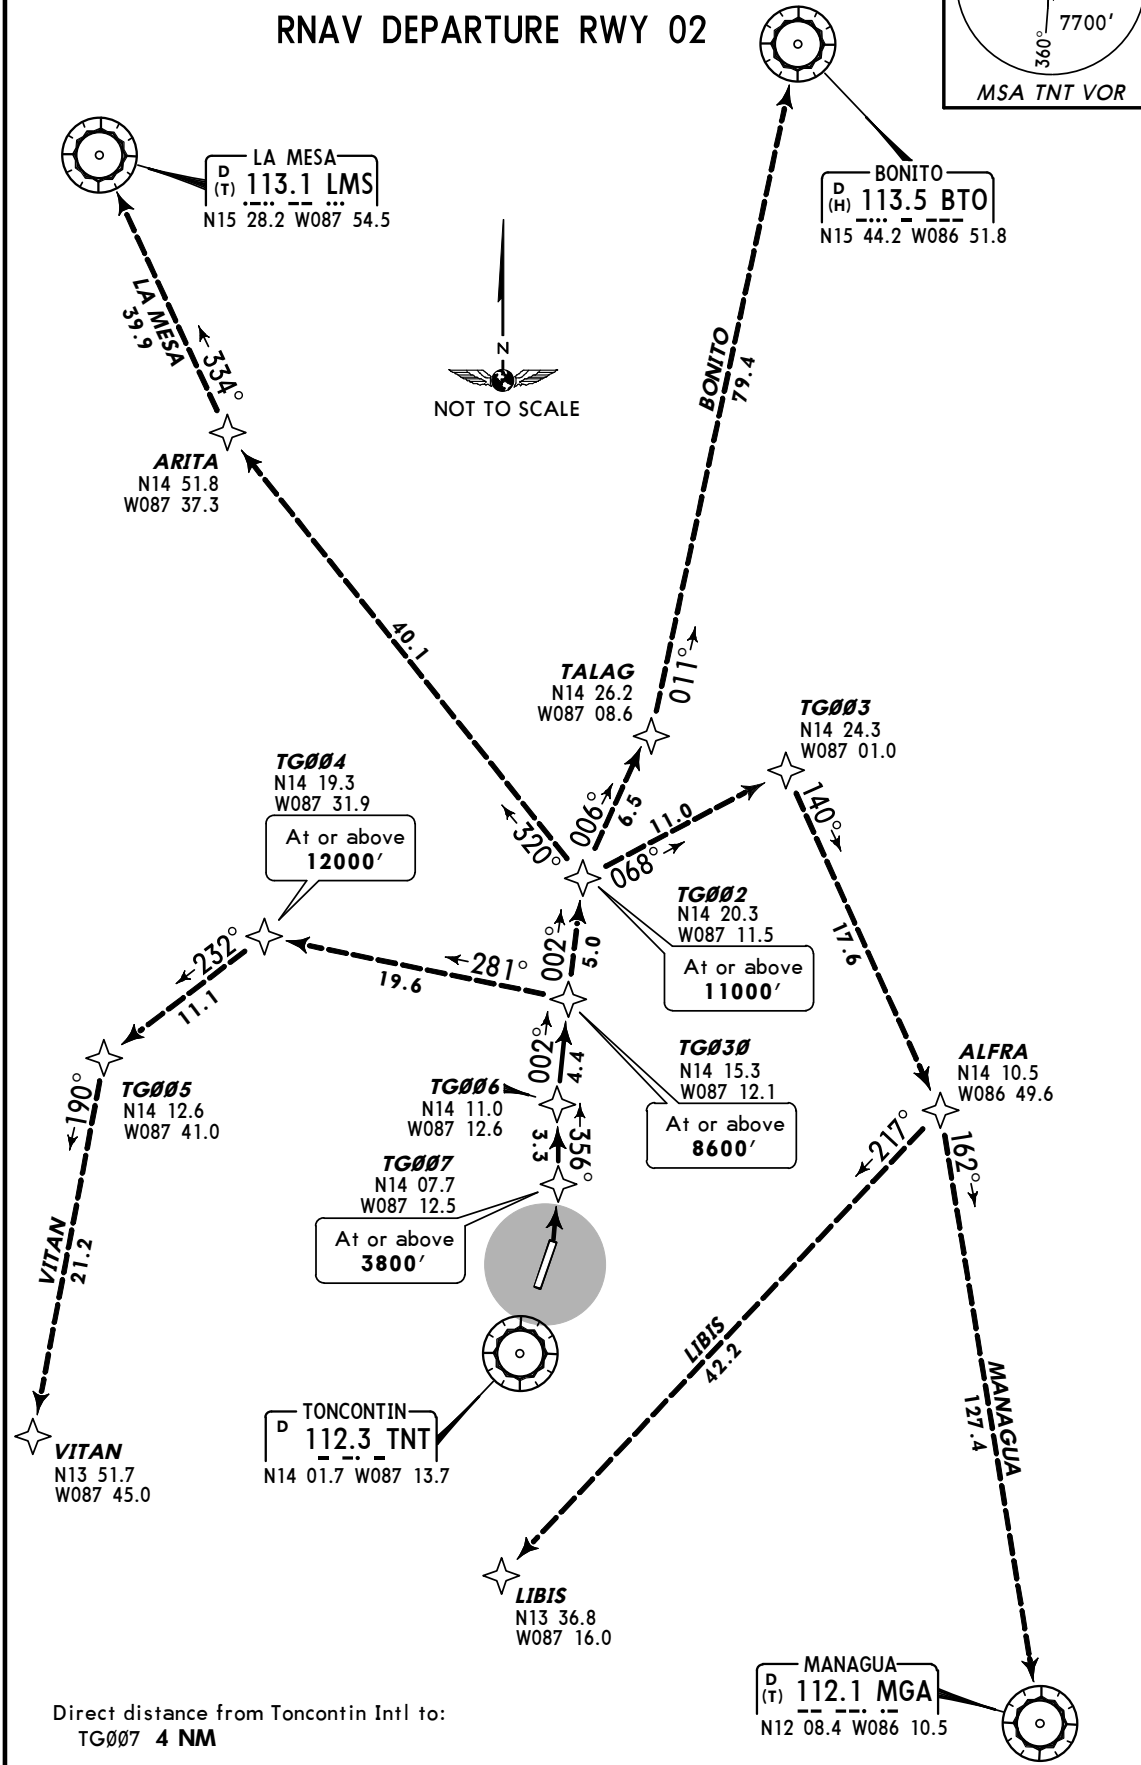 RNAV DEPARTURE RWY 02
360°
7700'
MSA TNT VOR
LA MESA
D
(T) 113.1 LMS
N15 28.2 W087 54.5
BONITO
D
(H) 113.5 BTO
N15 44.2 W086 51.8
N
NOT TO SCALE
LA MESA
39.9
334°
BONITO
79.4
ARITA
N14 51.8
W087 37.3
40.1
TALAG
N14 26.2
W087 08.6
011°
TGØØ3
N14 24.3
W087 01.0
TGØØ4
N14 19.3
W087 31.9
At or above
12000'
320°
006°
6.5
11.0
068°
140°
TGØØ2
N14 20.3
W087 11.5
At or above
11000'
17.6
232°
11.1
281°
19.6
002°
5.0
TGØØ5
N14 12.6
W087 41.0
190°
002°
4.4
TGØ3Ø
N14 15.3
W087 12.1
At or above
8600'
ALFRA
N14 10.5
W086 49.6
TGØØ6
N14 11.0
W087 12.6
3.3
356°
217°
162°
TGØØ7
N14 07.7
W087 12.5
At or above
3800'
VITAN
21.2
LIBIS
42.2
MANAGUA
127.4
TONCONTIN
D 112.3 TNT
N14 01.7 W087 13.7
VITAN
N13 51.7
W087 45.0
LIBIS
N13 36.8
W087 16.0
MANAGUA
D
(T) 112.1 MGA
N12 08.4 W086 10.5
Direct distance from Toncontin Intl to:
TGØØ7 4 NM